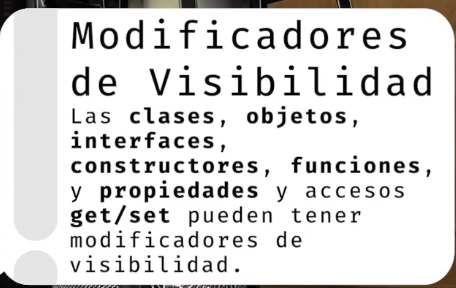 Modificadores
de Visibilidad
Las clases, objetos,
interfaces,
constructores, funciones,
y propiedades y accesos
get/set pueden tener
modificadores de
visibilidad.